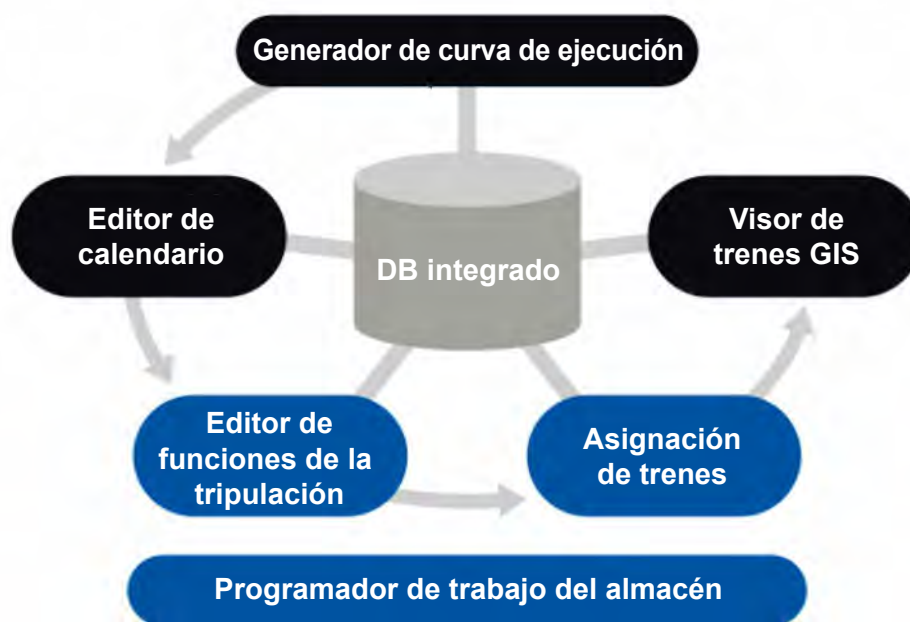 Generador de curva de ejecución
Editor de
calendario
Visor de
trenes GIS
DB integrado
Editor de
funciones de la
tripulación
Asignación
de trenes
Programador de trabajo del almacén